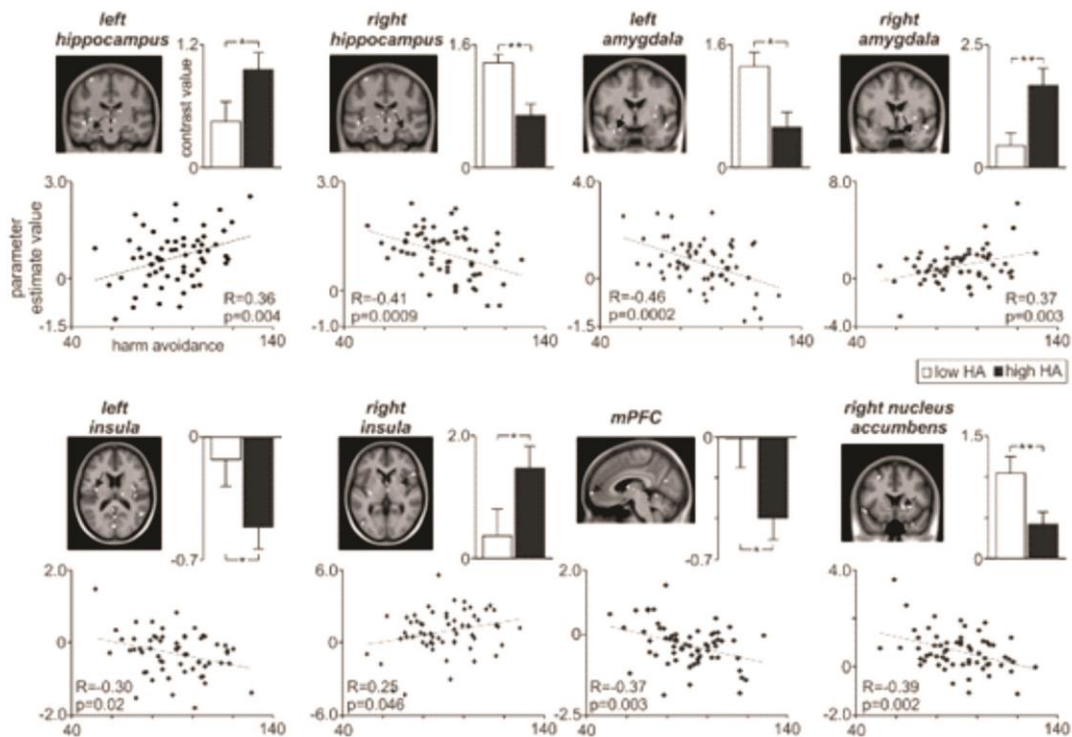 left
hippocampus
right
hippocampus
left
amygdala
right
amygdala
1.2
contrast value
0
*
1.6
0
**
1.6
0
*
2.5
0
**
3.0
0
-1.5
parameter
estimate value
R=0.36
p=0.004
40
harm avoidance
140
3.0
0
-1.0
R=-0.41
p=0.0009
40
140
4.0
0
-1.5
R=-0.46
p=0.0002
40
140
8.0
0
-4.0
R=0.37
p=0.003
40
140
low HA high HA
left
insula
right
insula
mPFC
right nucleus
accumbens
0
-0.7
*
2.0
0
*
0
-0.7
*
1.5
0
**
2.0
0
-2.0
R=-0.30
p=0.02
40
140
6.0
0
-6.0
R=0.25
p=0.046
40
140
2.0
0
-2.5
R=-0.37
p=0.003
40
140
4.0
0
-2.0
R=-0.39
p=0.002
40
140